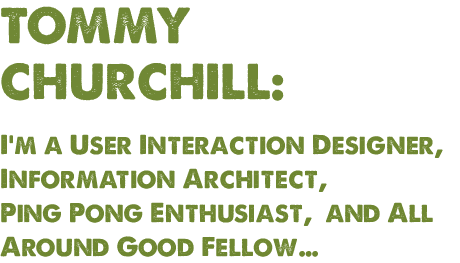 TOMMY
CHURCHILL:
I'M A USER INTERACTION DESIGNER,
INFORMATION ARCHITECT,
PING PONG ENTHUSIAST, AND ALL
AROUND GOOD FELLOW...